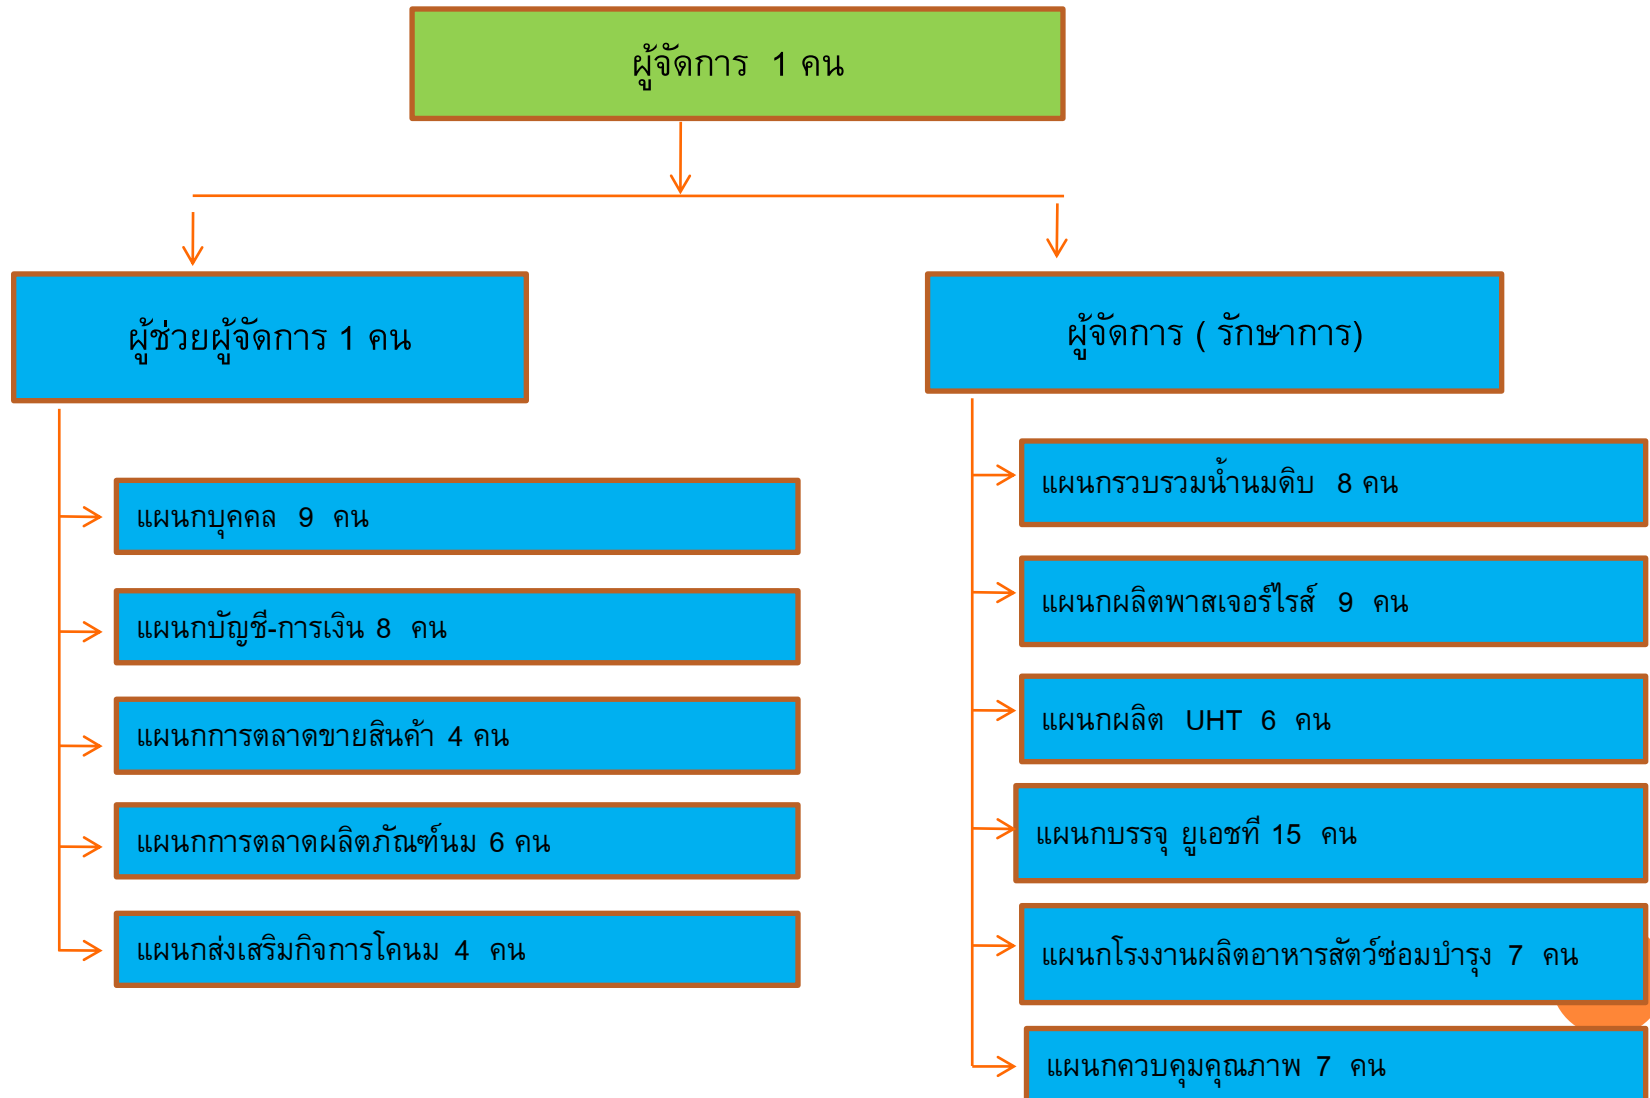 ผู้จัดการ 1 คน
ผู้ช่วยผู้จัดการ 1 คน
ผู้จัดการ ( รักษาการ)
แผนกบุคคล 9 คน
แผนกบัญชี-การเงิน 8 คน
แผนกการตลาดขายสินค้า 4 คน
แผนกการตลาดผลิตภัณฑ์นม 6 คน
แผนกส่งเสริมกิจการโคนม 4 คน
แผนกรวบรวมน้ำนมดิบ 8 คน
แผนกผลิตพาสเจอร์ไรส์ 9 คน
แผนกผลิต UHT 6 คน
แผนกบรรจุ ยูเอชที 15 คน
แผนกโรงงานผลิตอาหารสัตว์ซ่อมบำรุง 7 คน
แผนกควบคุมคุณภาพ 7 คน